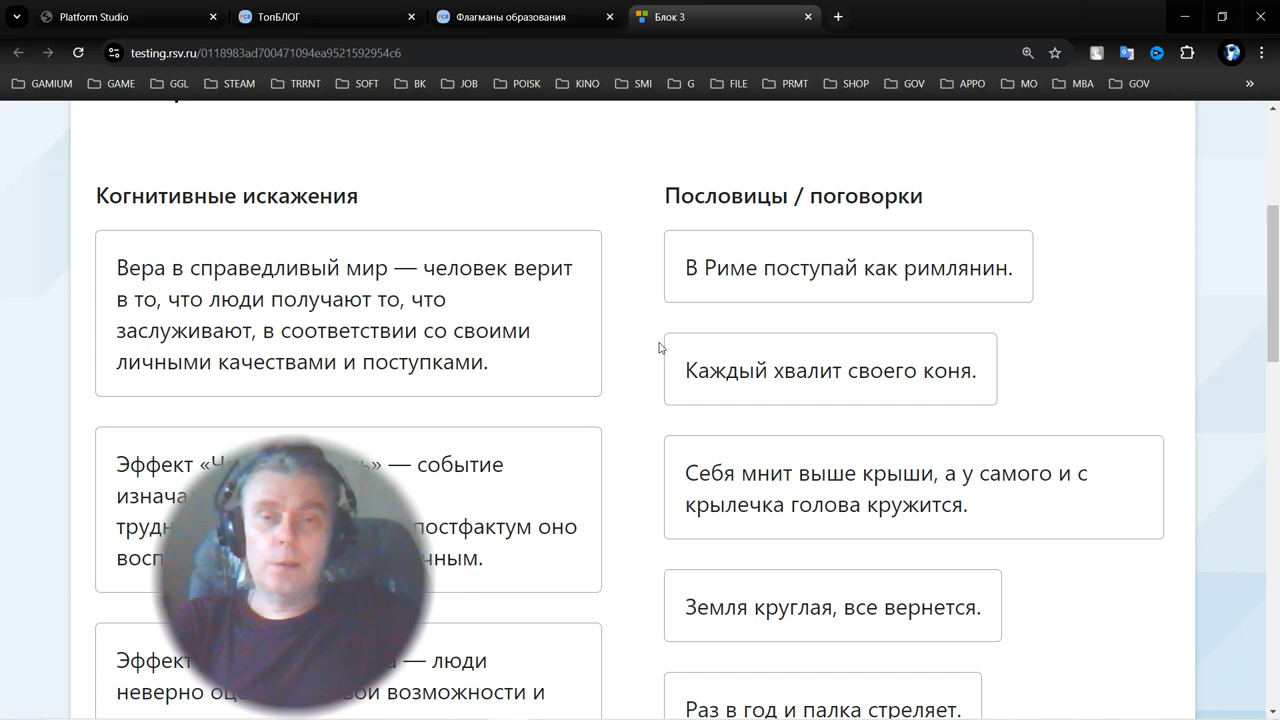 Platform Studio
ТопБЛОГ
Флагманы образования
Блок 3
testing.rsv.ru/0118983ad700471094ea9521592954c6
GAMIUM GAME GGL STEAM TRRNT SOFT BK JOB POISK KINO SMI G FILE PRMT SHOP GOV APPO MO MBA GOV
Когнитивные искажения
Вера в справедливый мир — человек верит
в то, что люди получают то, что
заслуживают, в соответствии со своими
личными качествами и поступками.
Эффект — событие
постфактум оно
Эффект — люди
неверно возможности и
Пословицы / поговорки
В Риме поступай как римлянин.
Каждый хвалит своего коня.
Себя мнит выше крыши, а у самого и с
крылечка голова кружится.
Земля круглая, все вернется.
Раз в год и палка стреляет.